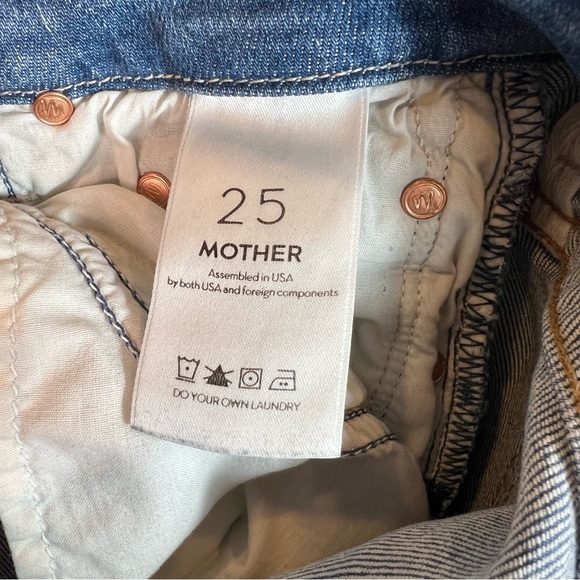 25
MOTHER
Assembled in USA
by both USA and foreign components
DO YOUR OWN LAUNDRY